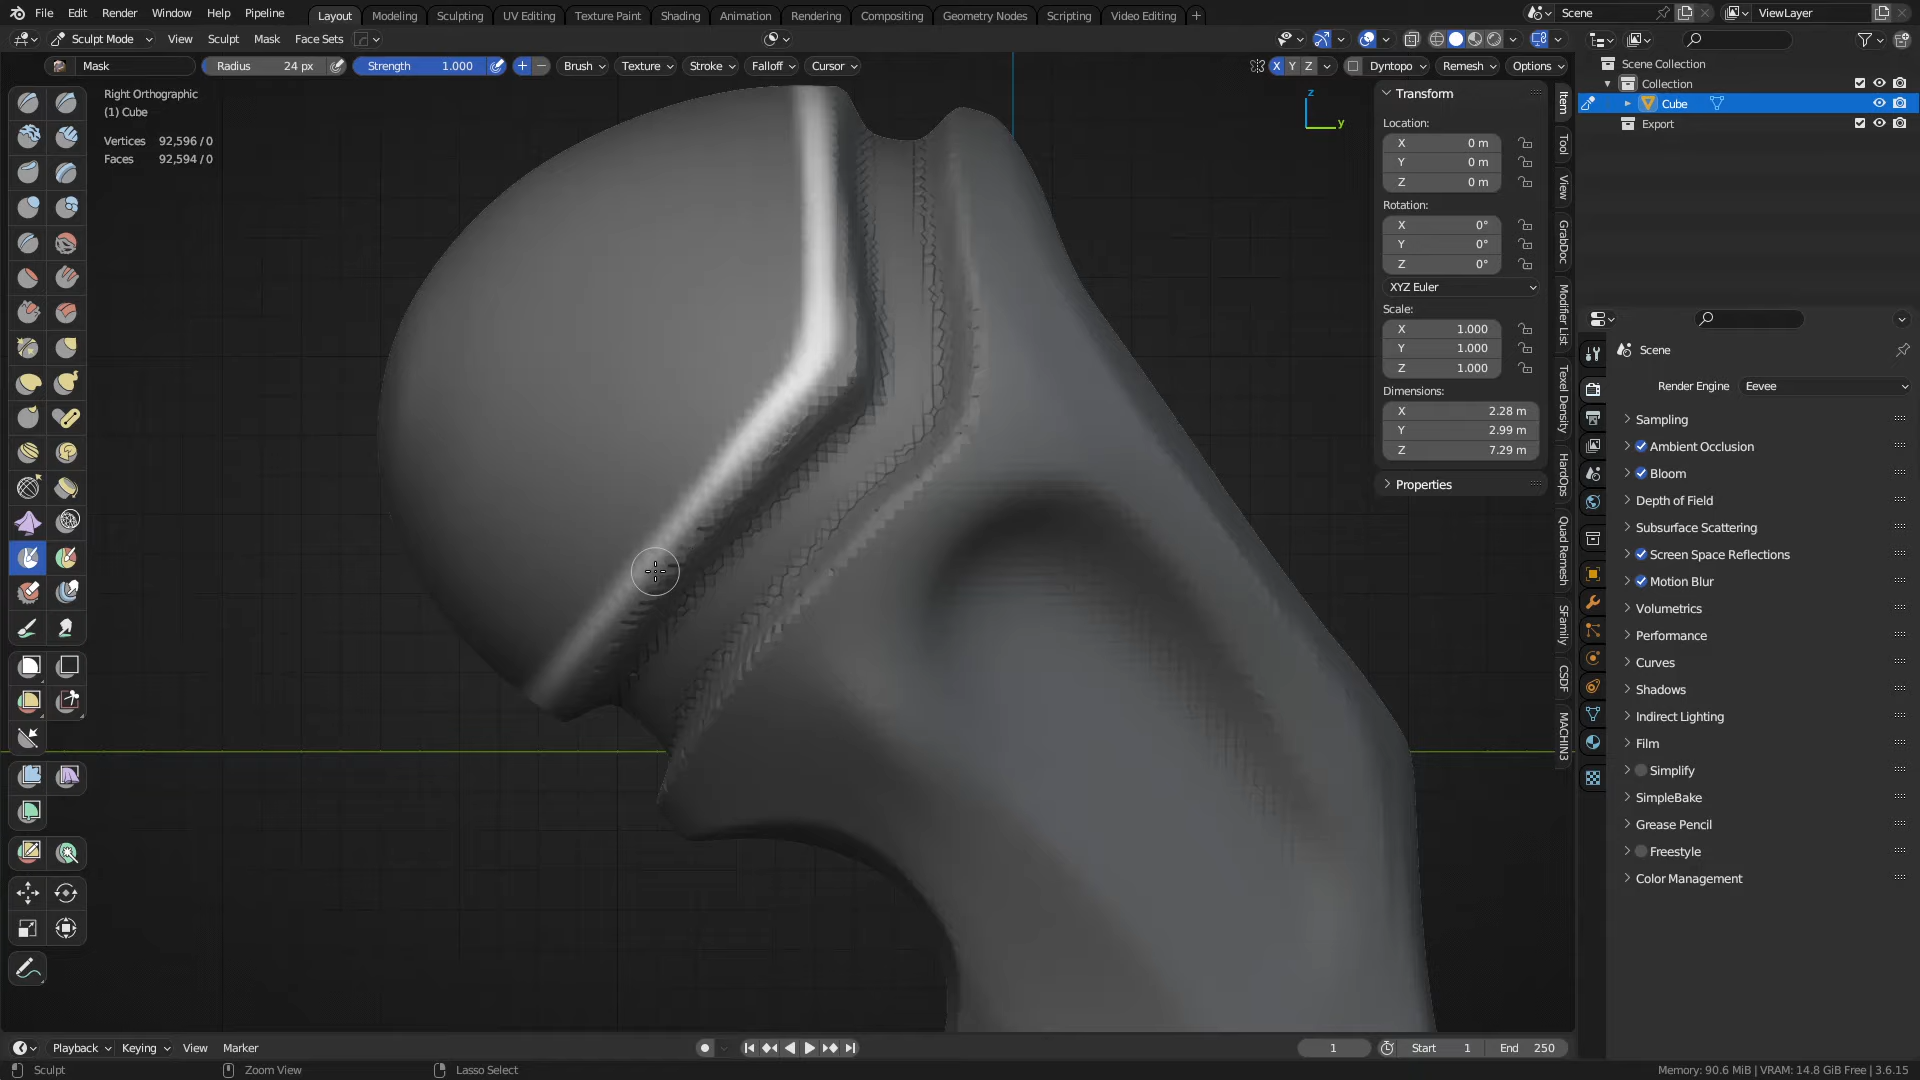 File Edit Render Window Help Pipeline Layout Modeling Sculpting UV Editing Texture Paint Shading Animation Rendering Compositing Geometry Nodes Scripting Video Editing + Scene ViewLayer
Sculpt Mode View Sculpt Mask Face Sets
Mask Radius 24 px Strength 1.000 + − Brush Texture Stroke Falloff Cursor X Y Z Dyntopo Remesh Options
Right Orthographic
(1) Cube
Vertices 92,596 / 0
Faces 92,594 / 0
z
y
Transform
Location:
X 0 m
Y 0 m
Z 0 m
Rotation:
X 0°
Y 0°
Z 0°
XYZ Euler
Scale:
X 1.000
Y 1.000
Z 1.000
Dimensions:
X 2.28 m
Y 2.99 m
Z 7.29 m
Properties
Item
Tool
View
GrabDoc
Modifier List
Texel Density
HardOps
Quad Remesh
SFamily
CSDF
MACHIN3
Scene Collection
Collection
Cube
Export
Scene
Render Engine Eevee
Sampling
Ambient Occlusion
Bloom
Depth of Field
Subsurface Scattering
Screen Space Reflections
Motion Blur
Volumetrics
Performance
Curves
Shadows
Indirect Lighting
Film
Simplify
SimpleBake
Grease Pencil
Freestyle
Color Management
Playback Keying View Marker 1 Start 1 End 250
Sculpt Zoom View Lasso Select Memory: 90.6 MiB | VRAM: 14.8 GiB Free | 3.6.15